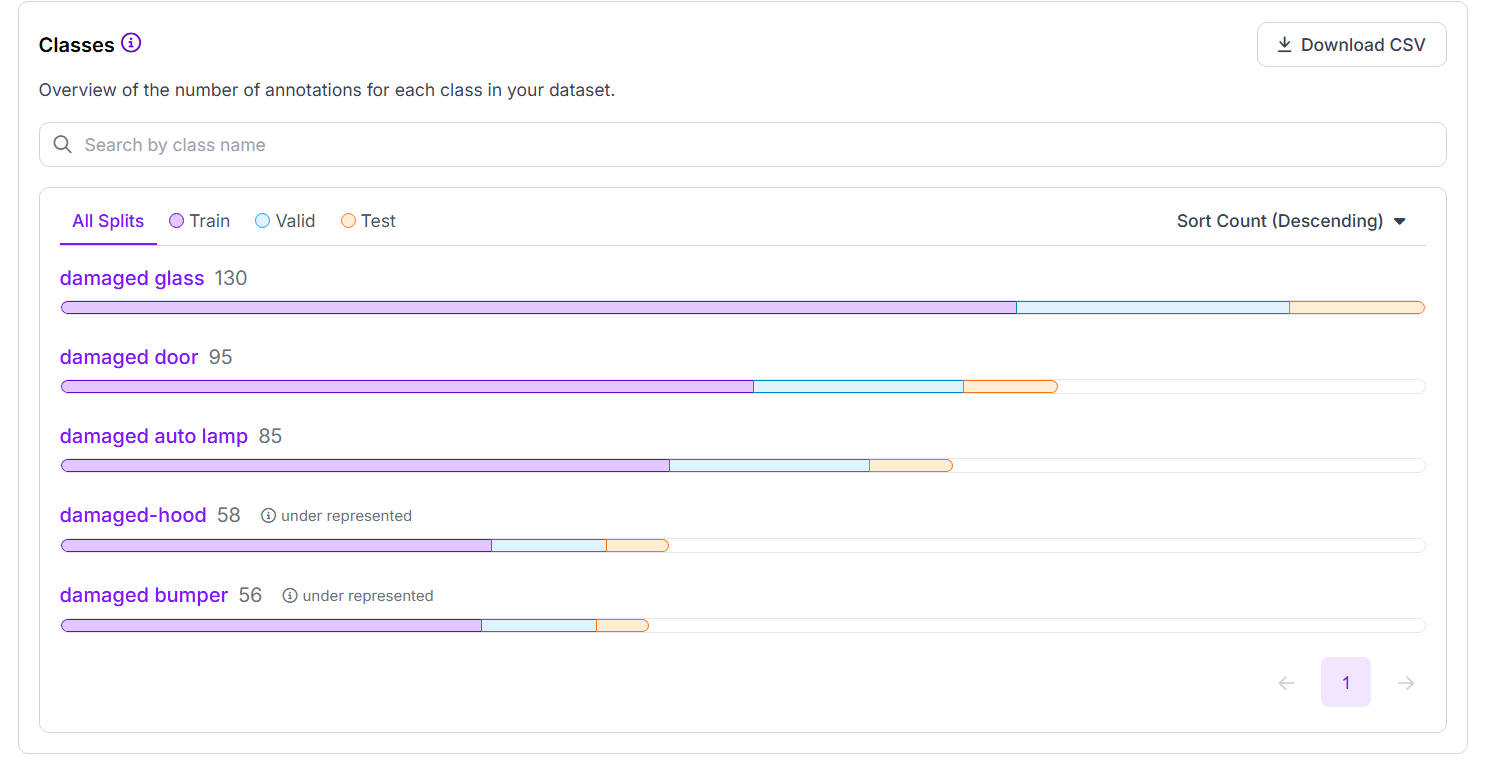 Classes
Download CSV
Overview of the number of annotations for each class in your dataset.
Search by class name
All Splits Train Valid Test Sort Count (Descending)
damaged glass 130
damaged door 95
damaged auto lamp 85
damaged-hood 58 under represented
damaged bumper 56 under represented
1